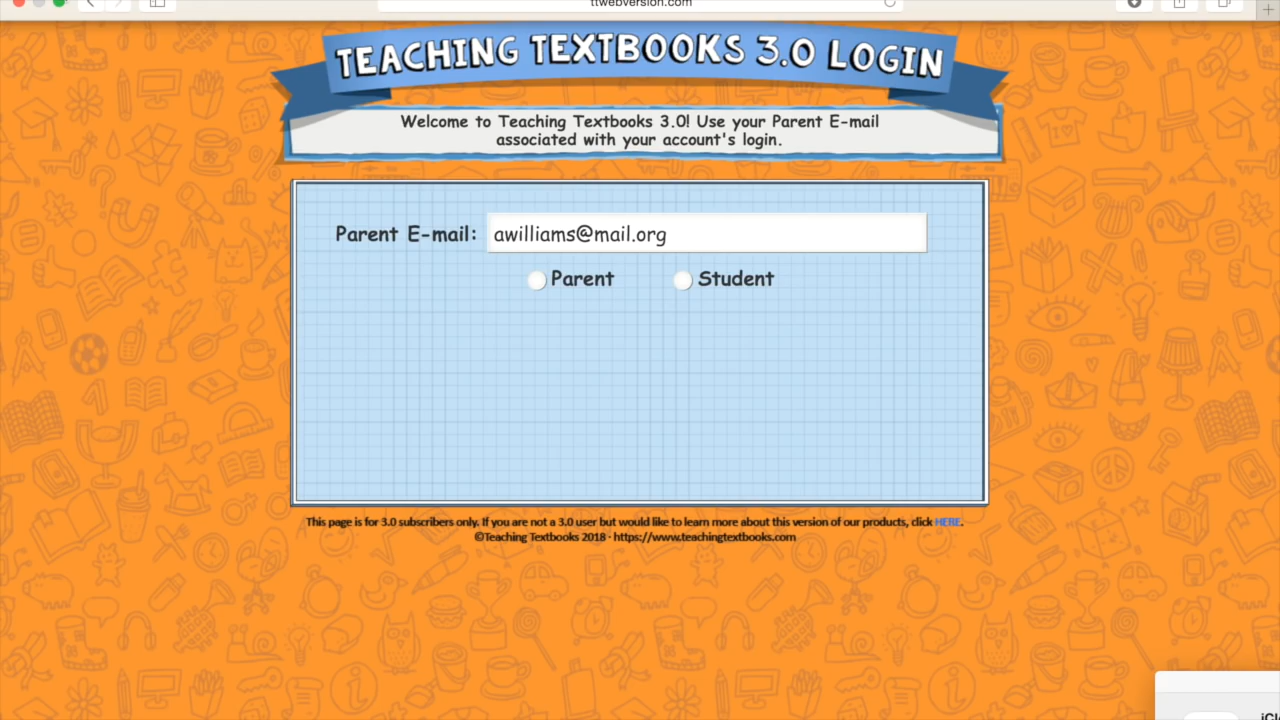 ttwebversion.com
TEACHING TEXTBOOKS 3.0 LOGIN
Welcome to Teaching Textbooks 3.0! Use your Parent E-mail
associated with your account's login.
Parent E-mail: awilliams@mail.org
Parent Student
This page is for 3.0 subscribers only. If you are not a 3.0 user but would like to learn more about this version of our products, click HERE.
©Teaching Textbooks 2018 · https://www.teachingtextbooks.com